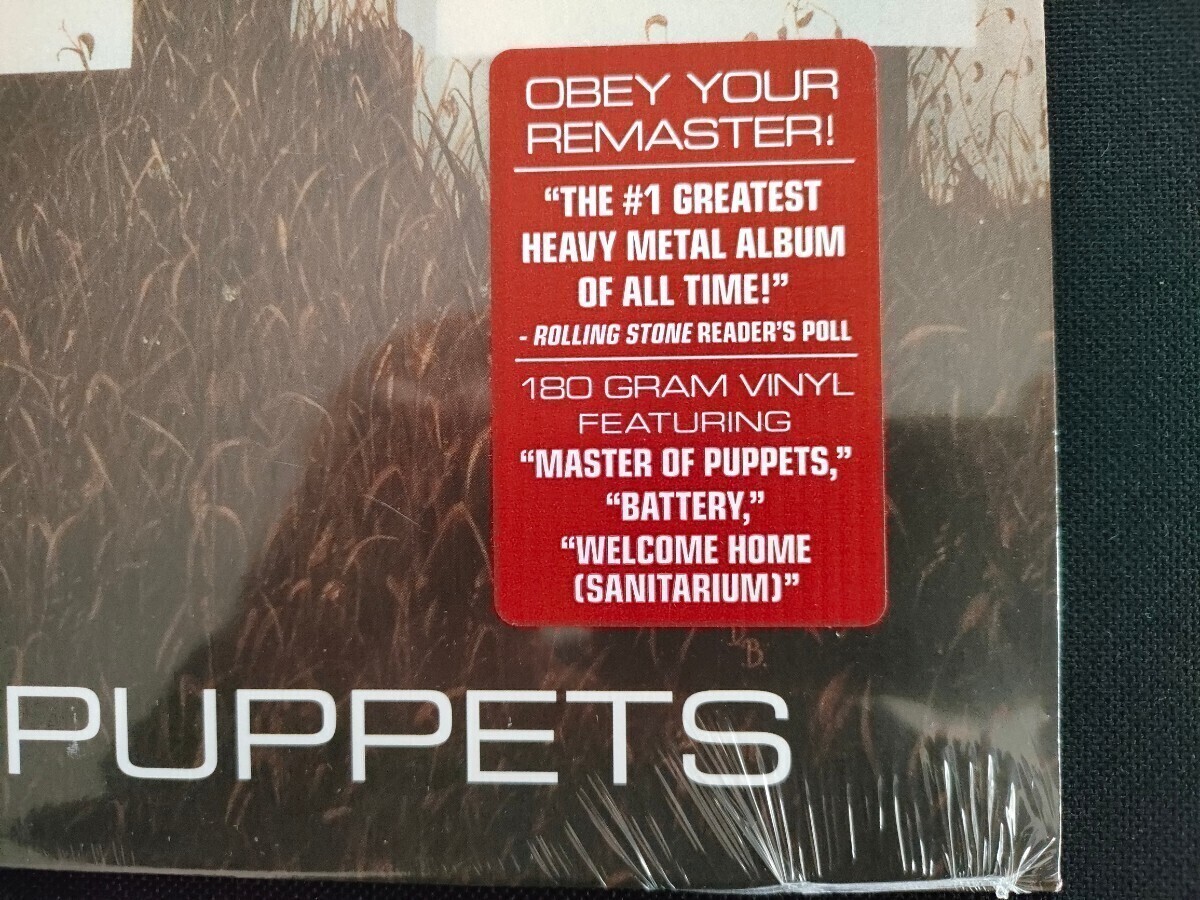 OBEY YOUR
REMASTER!
“THE #1 GREATEST
HEAVY METAL ALBUM
OF ALL TIME!”
- ROLLING STONE READER’S POLL
180 GRAM VINYL
FEATURING
“MASTER OF PUPPETS,”
“BATTERY,”
“WELCOME HOME
(SANITARIUM)”
B.
PUPPETS